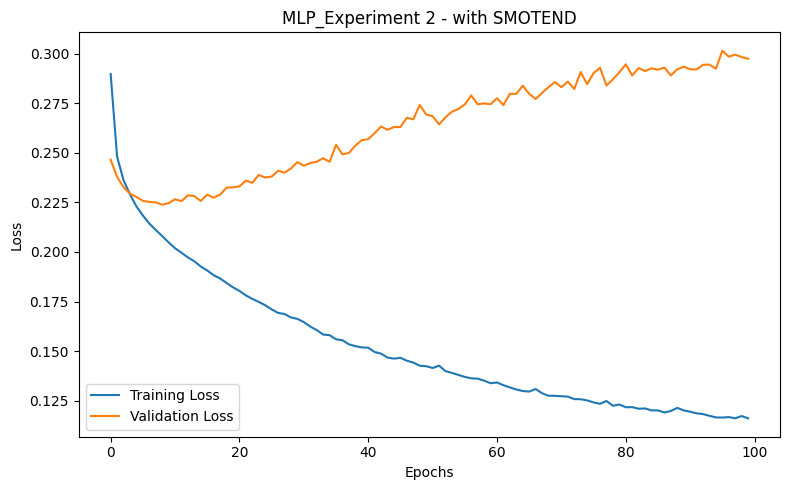 MLP_Experiment 2 - with SMOTEND
0.300
0.275
0.250
0.225
0.200
0.175
0.150
0.125
Loss
Training Loss
Validation Loss
0 20 40 60 80 100
Epochs